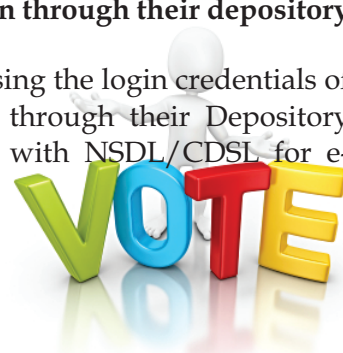 n through their depository
sing the login credentials of
through their Depository
with NSDL/CDSL for e-
VOTE